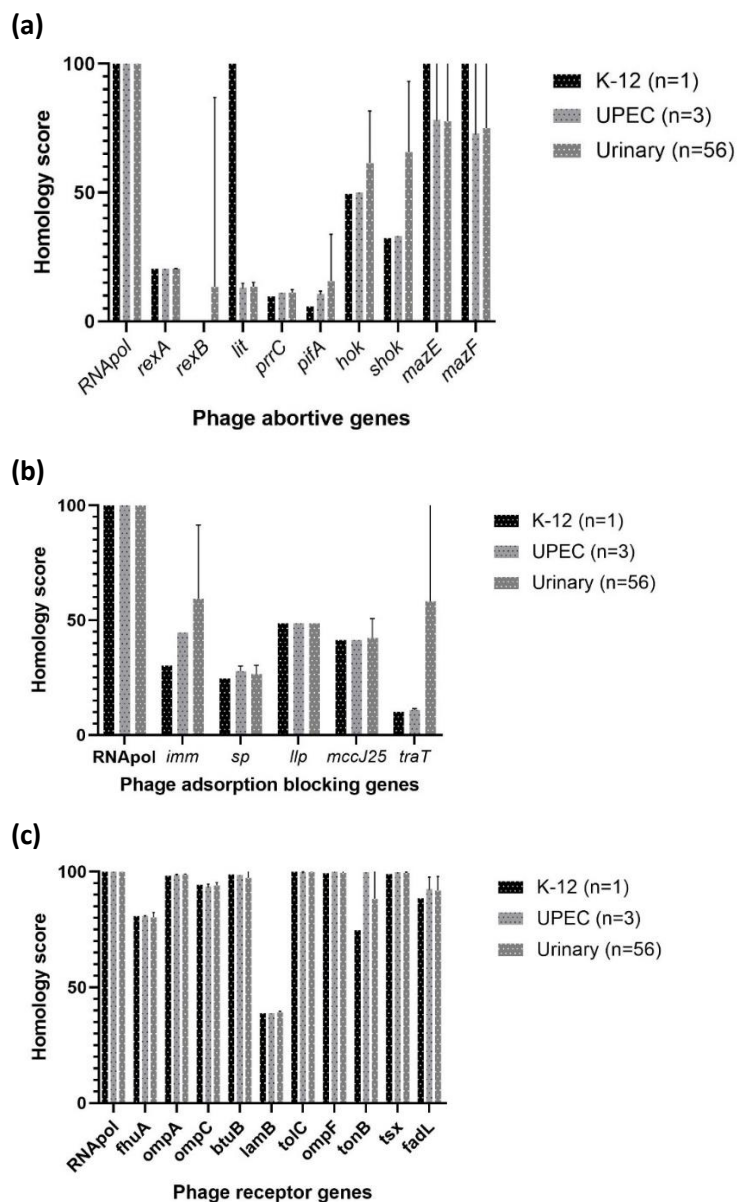 (a)
100
50
0
Homology score
RNApol
rexA
rexB
lit
prrC
pifA
hok
shok
mazE
mazF
Phage abortive genes
K-12 (n=1)
UPEC (n=3)
Urinary (n=56)
(b)
100
50
0
Homology score
RNApol imm sp llp mccJ25 traT
Phage adsorption blocking genes
K-12 (n=1)
UPEC (n=3)
Urinary (n=56)
(c)
100
50
0
Homology score
RNApol
fhuA
ompA
ompC
btuB
lamB
tolC
ompF
tonB
tsx
fadL
Phage receptor genes
K-12 (n=1)
UPEC (n=3)
Urinary (n=56)